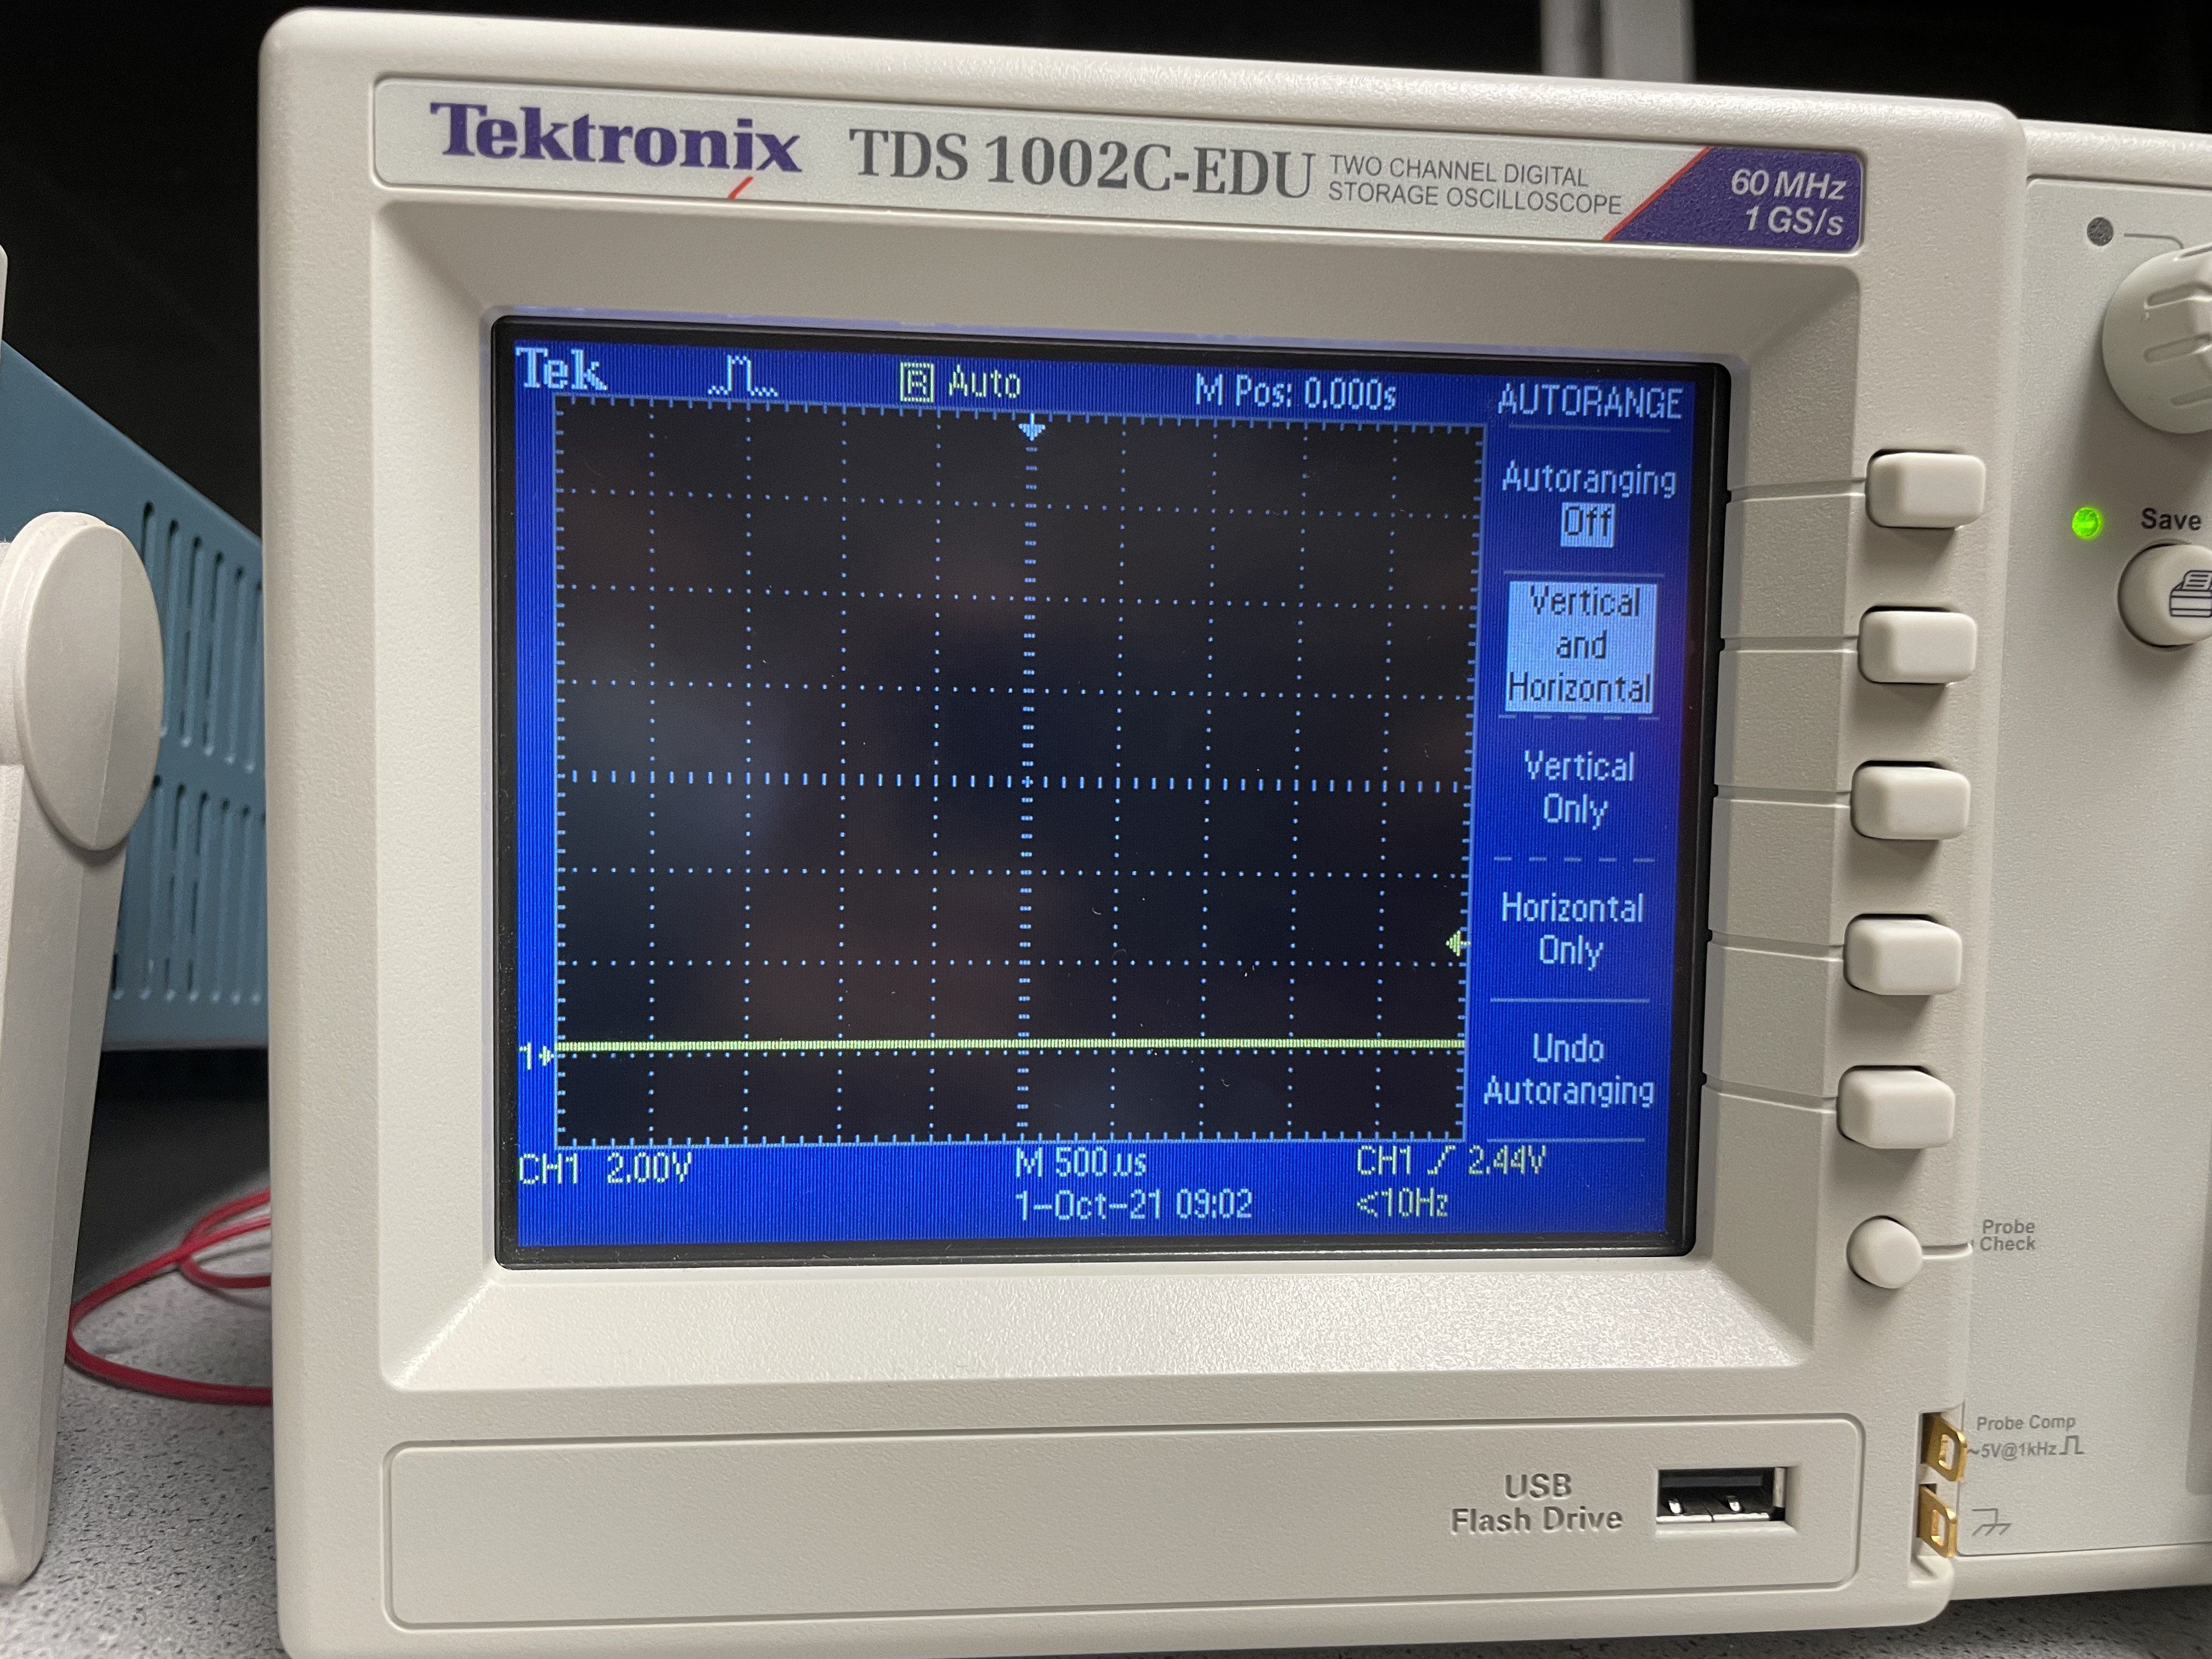 Tektronix TDS 1002C-EDU TWO CHANNEL DIGITAL
STORAGE OSCILLOSCOPE
60 MHz
1 GS/s
Tek R Auto M Pos: 0.000s AUTORANGE
Autoranging
Off
Vertical
and
Horizontal
Vertical
Only
Horizontal
Only
Undo
Autoranging
1
CH1 2.00V M 500µs CH1 2.44V
1-Oct-21 09:02 <10Hz
Save
Probe
Check
Probe Comp
~5V@1kHz
USB
Flash Drive